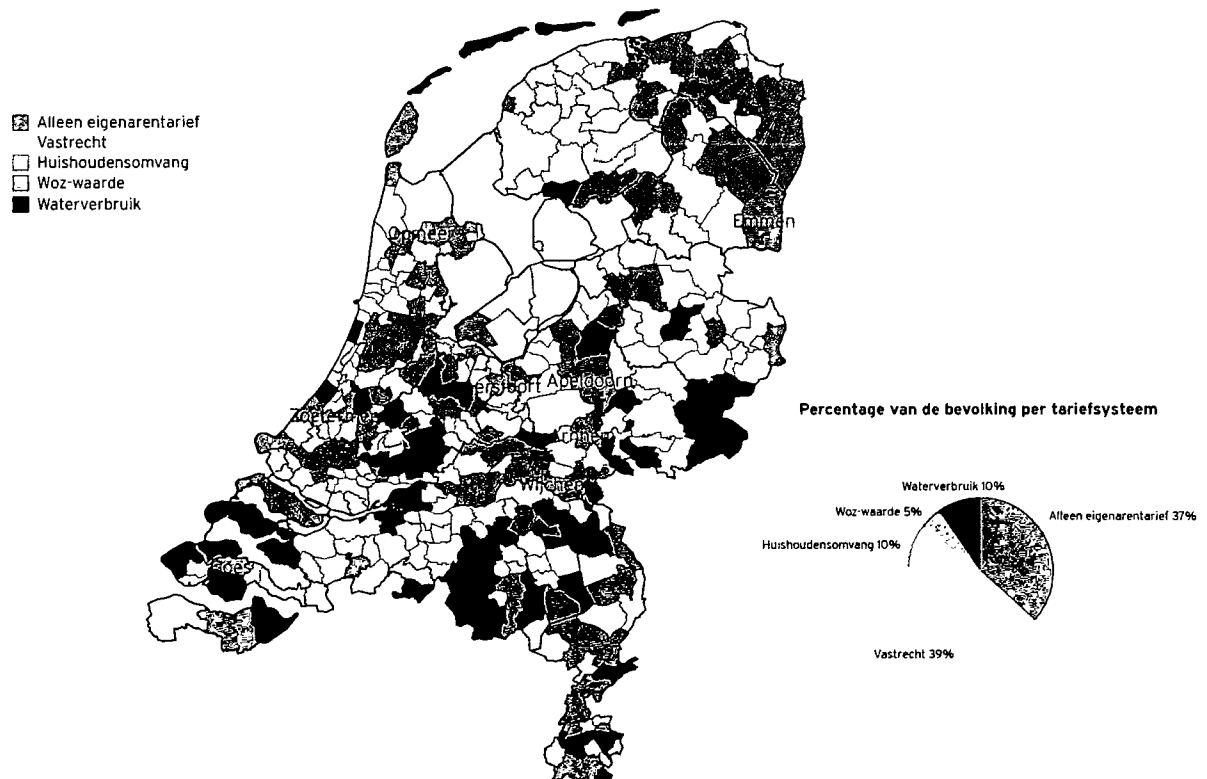 Alleen eigenarentarief
Vastrecht
Huishoudensomvang
Woz-waarde
Waterverbruik
Emmen
Apeldoorn
Wijchen
Percentage van de bevolking per tariefsysteem
Waterverbruik 10%
Woz-waarde 5%
Alleen eigenarentarief 37%
Huishoudensomvang 10%
Vastrecht 39%